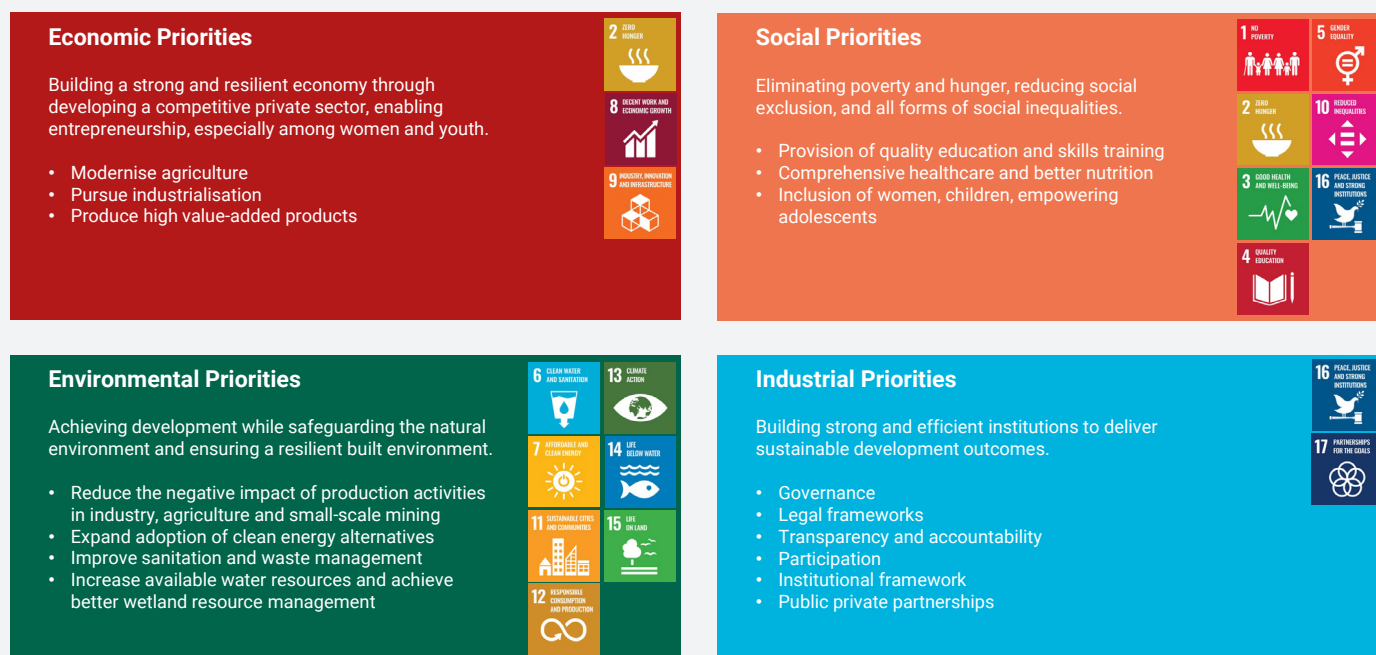 Economic Priorities
Building a strong and resilient economy through
developing a competitive private sector, enabling
entrepreneurship, especially among women and youth.
• Modernise agriculture
• Pursue industrialisation
• Produce high value-added products
2 ZERO
HUNGER
8 DECENT WORK AND
ECONOMIC GROWTH
9 INDUSTRY, INNOVATION
AND INFRASTRUCTURE
Social Priorities
Eliminating poverty and hunger, reducing social
exclusion, and all forms of social inequalities.
• Provision of quality education and skills training
• Comprehensive healthcare and better nutrition
• Inclusion of women, children, empowering
adolescents
1 NO
POVERTY
5 GENDER
EQUALITY
2 ZERO
HUNGER
10 REDUCED
INEQUALITIES
3 GOOD HEALTH
AND WELL-BEING
16 PEACE, JUSTICE
AND STRONG
INSTITUTIONS
4 QUALITY
EDUCATION
Environmental Priorities
Achieving development while safeguarding the natural
environment and ensuring a resilient built environment.
• Reduce the negative impact of production activities
in industry, agriculture and small-scale mining
• Expand adoption of clean energy alternatives
• Improve sanitation and waste management
• Increase available water resources and achieve
better wetland resource management
6 CLEAN WATER
AND SANITATION
13 CLIMATE
ACTION
7 AFFORDABLE AND
CLEAN ENERGY
14 LIFE
BELOW WATER
11 SUSTAINABLE CITIES
AND COMMUNITIES
15 LIFE
ON LAND
12 RESPONSIBLE
CONSUMPTION
AND PRODUCTION
Industrial Priorities
Building strong and efficient institutions to deliver
sustainable development outcomes.
• Governance
• Legal frameworks
• Transparency and accountability
• Participation
• Institutional framework
• Public private partnerships
16 PEACE, JUSTICE
AND STRONG
INSTITUTIONS
17 PARTNERSHIPS
FOR THE GOALS